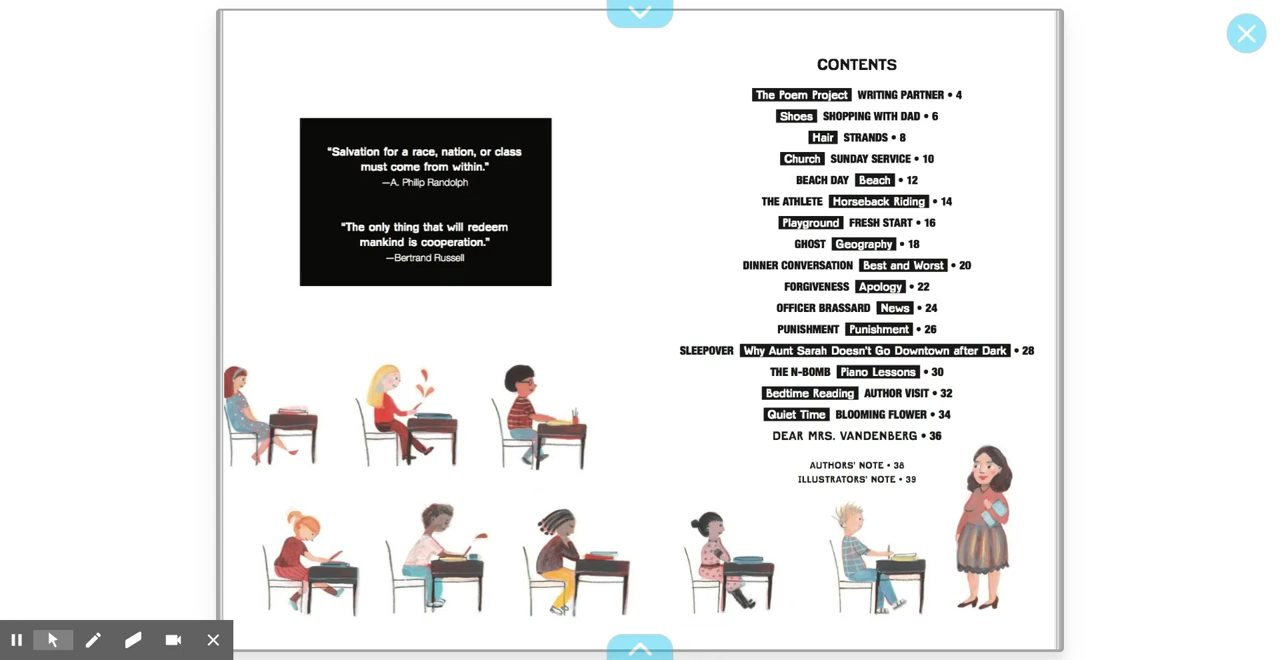 "Salvation for a race, nation, or class
must come from within."
—A. Philip Randolph
"The only thing that will redeem
mankind is cooperation."
—Bertrand Russell
CONTENTS
The Poem Project WRITING PARTNER • 4
Shoes SHOPPING WITH DAD • 6
Hair STRANDS • 8
Church SUNDAY SERVICE • 10
BEACH DAY Beach • 12
THE ATHLETE Horseback Riding • 14
Playground FRESH START • 16
GHOST Geography • 18
DINNER CONVERSATION Best and Worst • 20
FORGIVENESS Apology • 22
OFFICER BRASSARD News • 24
PUNISHMENT Punishment • 26
SLEEPOVER Why Aunt Sarah Doesn't Go Downtown after Dark • 28
THE N-BOMB Piano Lessons • 30
Bedtime Reading AUTHOR VISIT • 32
Quiet Time BLOOMING FLOWER • 34
DEAR MRS. VANDENBERG • 36
AUTHORS' NOTE • 38
ILLUSTRATORS' NOTE • 39